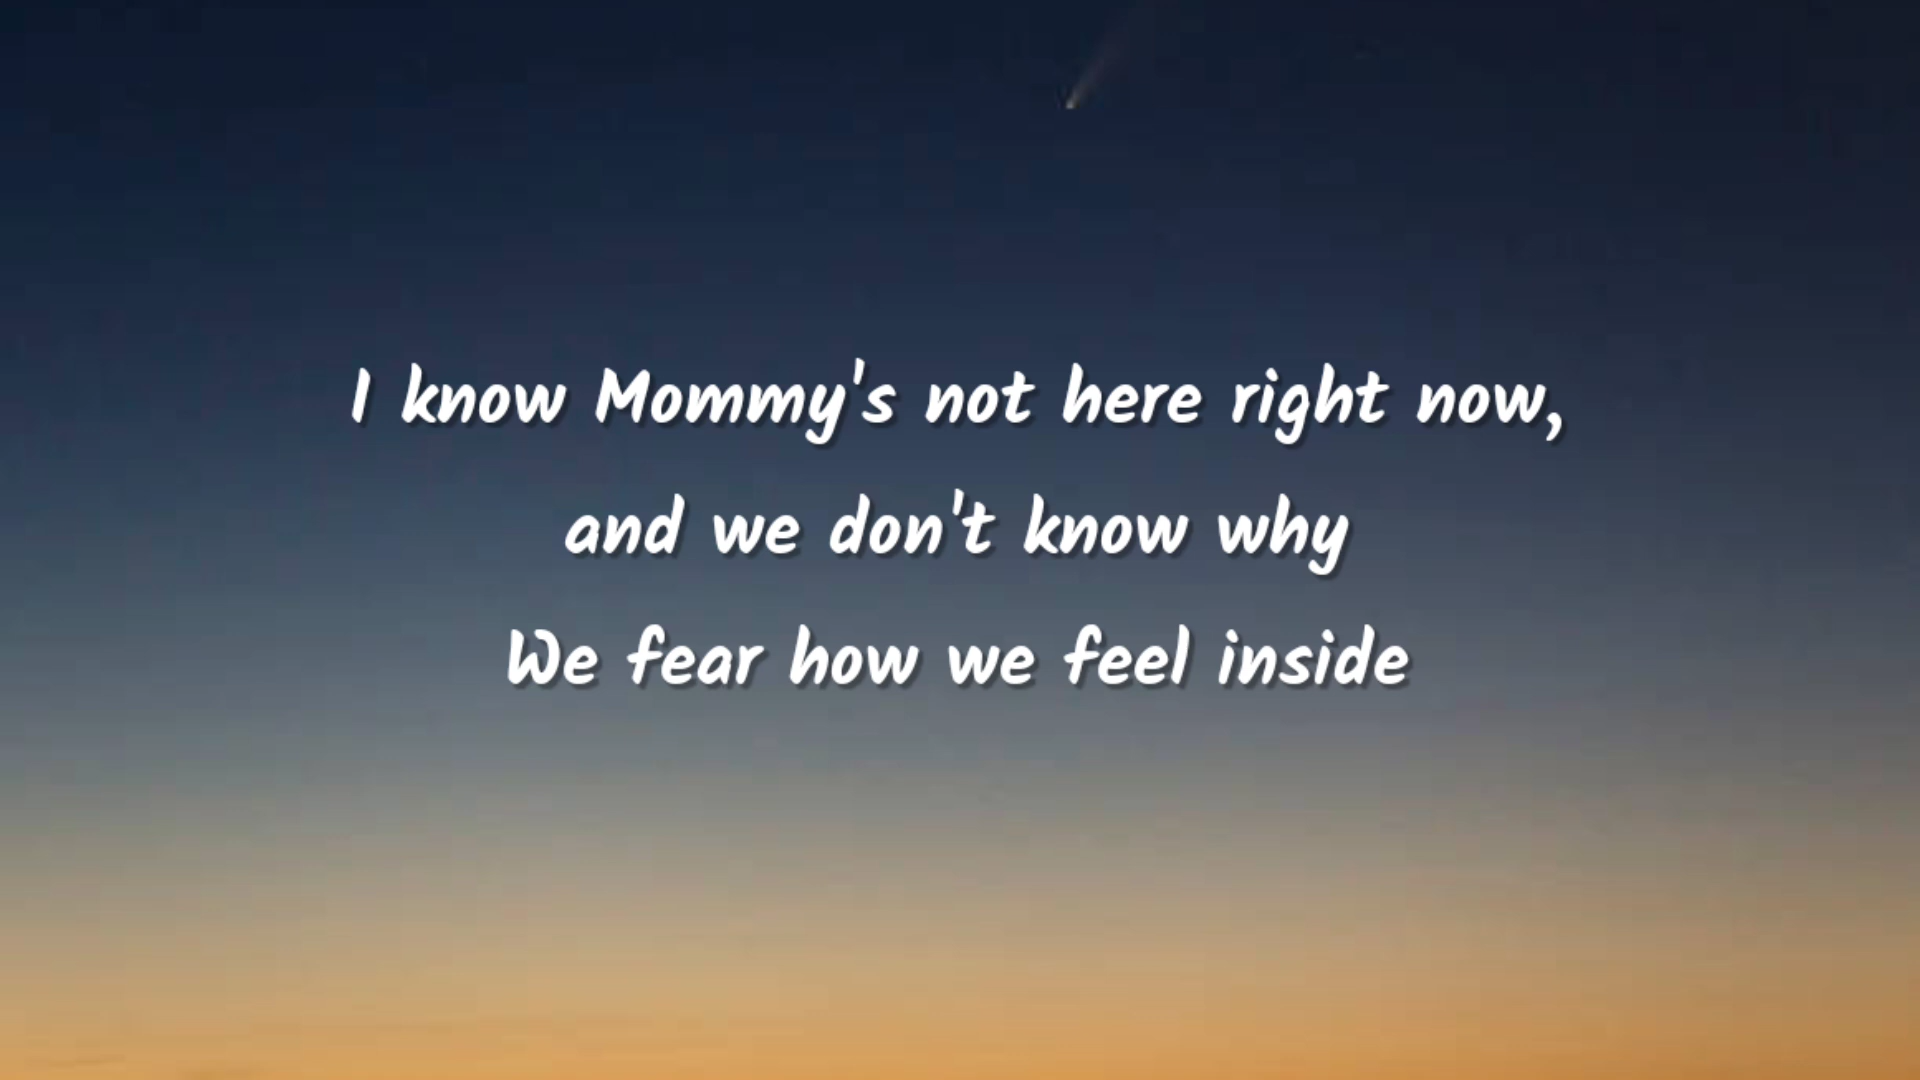 I know Mommy's not here right now,
and we don't know why
We fear how we feel inside